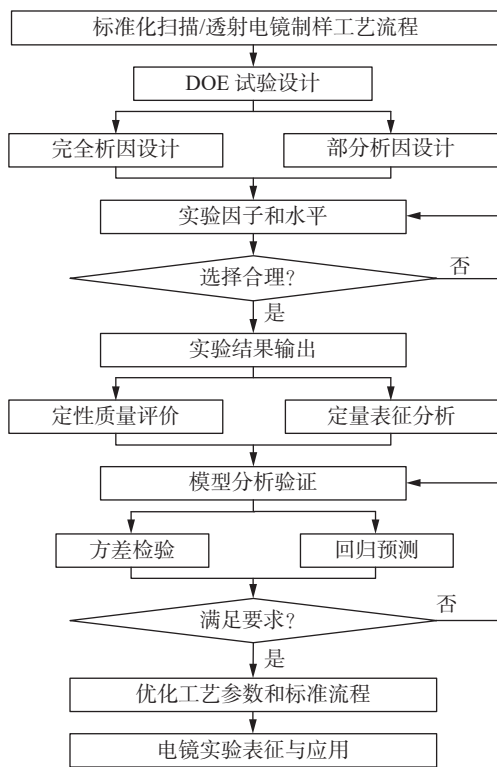 标准化扫描/透射电镜制样工艺流程
DOE 试验设计
完全析因设计
部分析因设计
实验因子和水平
选择合理?
否
是
实验结果输出
定性质量评价
定量表征分析
模型分析验证
方差检验
回归预测
满足要求?
否
是
优化工艺参数和标准流程
电镜实验表征与应用